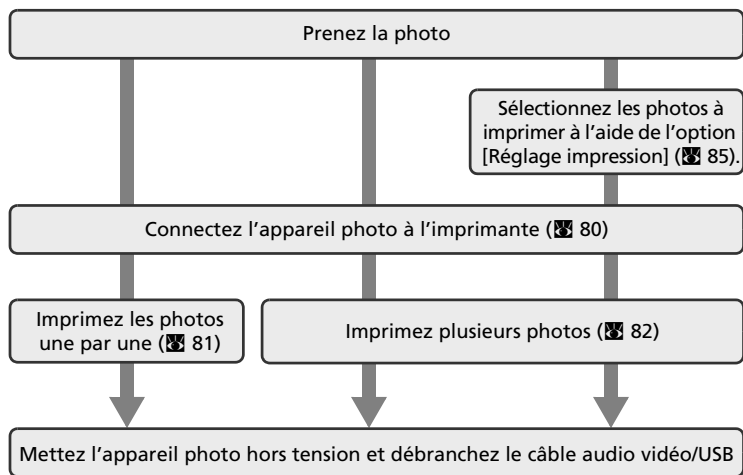 Prenez la photo
Sélectionnez les photos à
imprimer à l’aide de l’option
[Réglage impression] ( 85).
Connectez l’appareil photo à l’imprimante ( 80)
Imprimez les photos
une par une ( 81)
Imprimez plusieurs photos ( 82)
Mettez l’appareil photo hors tension et débranchez le câble audio vidéo/USB